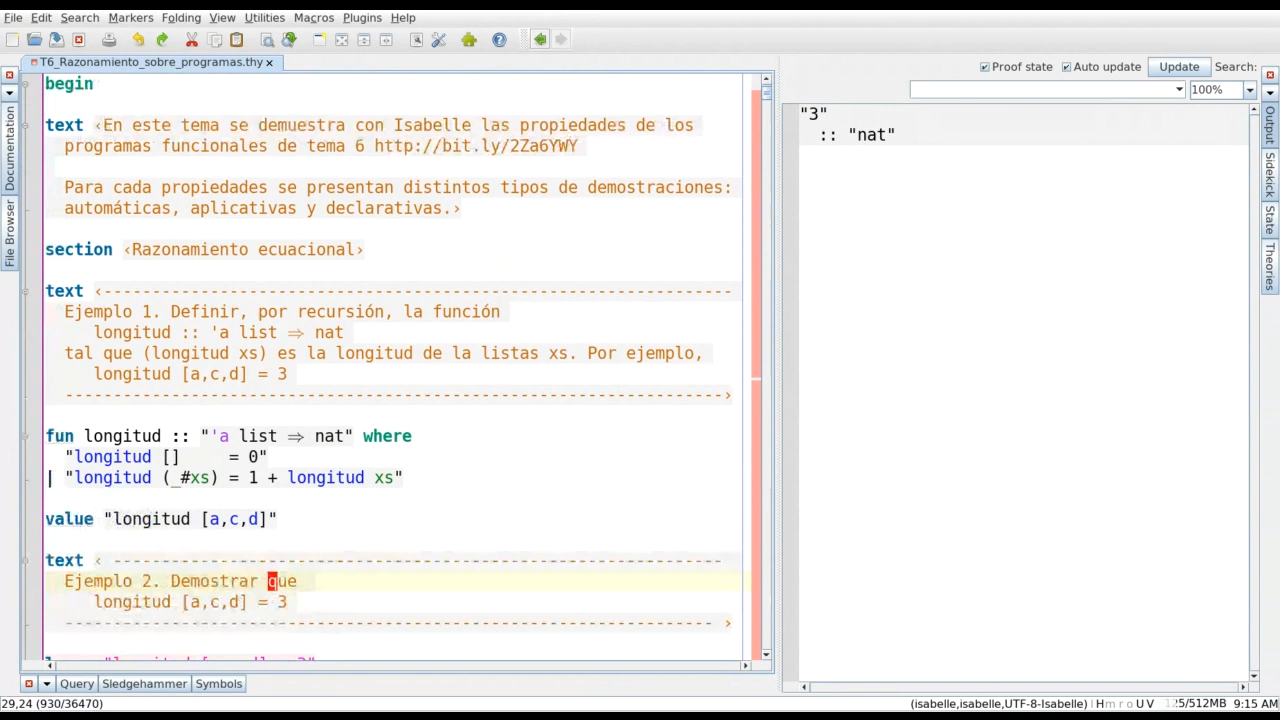 File Edit Search Markers Folding View Utilities Macros Plugins Help
T6_Razonamiento_sobre_programas.thy
Proof state Auto update Update Search:
100%
Documentation
File Browser
begin
text ‹En este tema se demuestra con Isabelle las propiedades de los
programas funcionales de tema 6 http://bit.ly/2Za6YWY
Para cada propiedades se presentan distintos tipos de demostraciones:
automáticas, aplicativas y declarativas.›
section ‹Razonamiento ecuacional›
text ‹-----------------------------------------------------------------
Ejemplo 1. Definir, por recursión, la función
longitud :: 'a list ⇒ nat
tal que (longitud xs) es la longitud de la listas xs. Por ejemplo,
longitud [a,c,d] = 3
--------------------------------------------------------------------›
fun longitud :: "'a list ⇒ nat" where
"longitud [] = 0"
| "longitud (_#xs) = 1 + longitud xs"
value "longitud [a,c,d]"
text ‹ ----------------------------------------------------------------
Ejemplo 2. Demostrar que
longitud [a,c,d] = 3
------------------------------------------------------------------- ›
"3"
:: "nat"
Output
Sidekick
State
Theories
Query Sledgehammer Symbols
29,24 (930/36470)
(isabelle,isabelle,UTF-8-Isabelle) | H m r o U V 125/512MB 9:15 AM